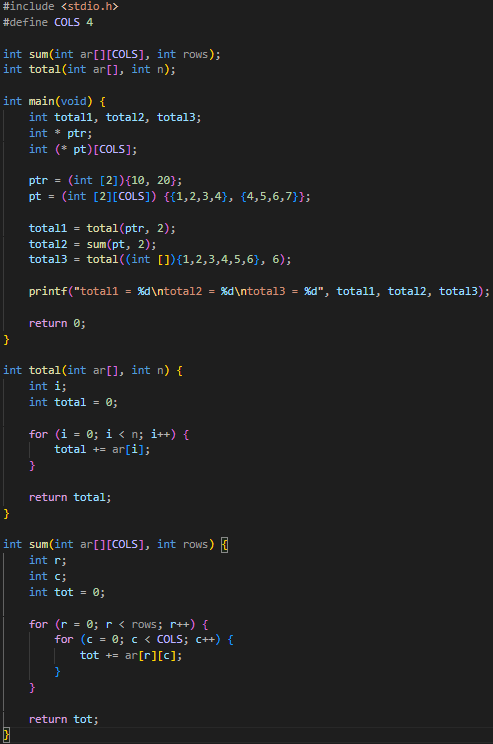 #include <stdio.h>
#define COLS 4

int sum(int ar[][COLS], int rows);
int total(int ar[], int n);

int main(void) {
    int total1, total2, total3;
    int * ptr;
    int (* pt)[COLS];

    ptr = (int [2]){10, 20};
    pt = (int [2][COLS]) {{1,2,3,4}, {4,5,6,7}};

    total1 = total(ptr, 2);
    total2 = sum(pt, 2);
    total3 = total((int []){1,2,3,4,5,6}, 6);

    printf("total1 = %d\ntotal2 = %d\ntotal3 = %d", total1, total2, total3);

    return 0;
}

int total(int ar[], int n) {
    int i;
    int total = 0;

    for (i = 0; i < n; i++) {
        total += ar[i];
    }

    return total;
}

int sum(int ar[][COLS], int rows) {
    int r;
    int c;
    int tot = 0;

    for (r = 0; r < rows; r++) {
        for (c = 0; c < COLS; c++) {
            tot += ar[r][c];
        }
    }

    return tot;
}